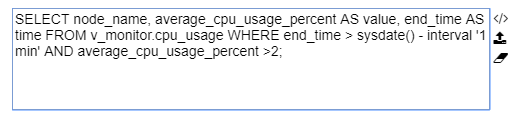 SELECT node_name, average_cpu_usage_percent AS value, end_time AS
time FROM v_monitor.cpu_usage WHERE end_time > sysdate() - interval '1
min' AND average_cpu_usage_percent >2;